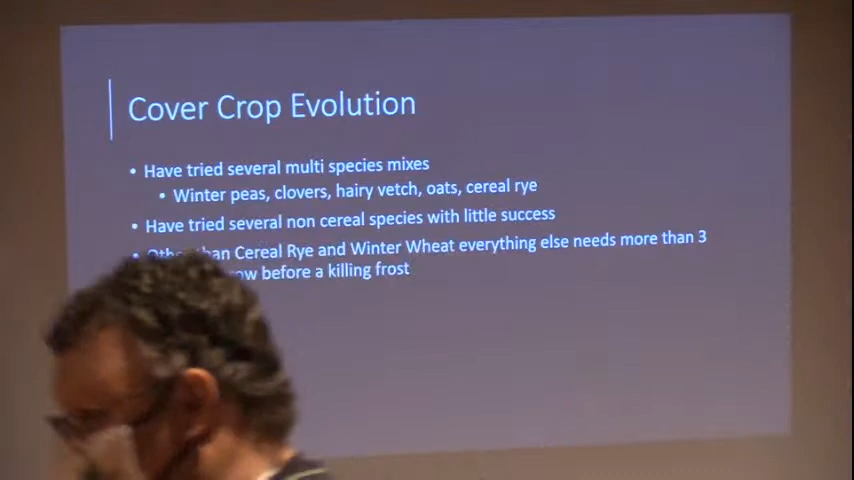 Cover Crop Evolution
• Have tried several multi species mixes
• Winter peas, clovers, hairy vetch, oats, cereal rye
• Have tried several non cereal species with little success
• Other than Cereal Rye and Winter Wheat everything else needs more than 3
before a killing frost